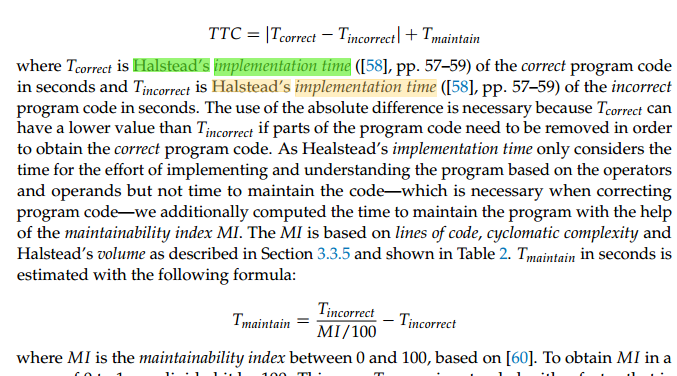 TTC = |T_correct − T_incorrect| + T_maintain
where T_correct is Halstead's implementation time ([58], pp. 57–59) of the correct program code
in seconds and T_incorrect is Halstead's implementation time ([58], pp. 57–59) of the incorrect
program code in seconds. The use of the absolute difference is necessary because T_correct can
have a lower value than T_incorrect if parts of the program code need to be removed in order
to obtain the correct program code. As Healstead's implementation time only considers the
time for the effort of implementing and understanding the program based on the operators
and operands but not time to maintain the code—which is necessary when correcting
program code—we additionally computed the time to maintain the program with the help
of the maintainability index MI. The MI is based on lines of code, cyclomatic complexity and
Halstead's volume as described in Section 3.3.5 and shown in Table 2. T_maintain in seconds is
estimated with the following formula:
T_maintain = T_incorrect / (MI/100) − T_incorrect
where MI is the maintainability index between 0 and 100, based on [60]. To obtain MI in a